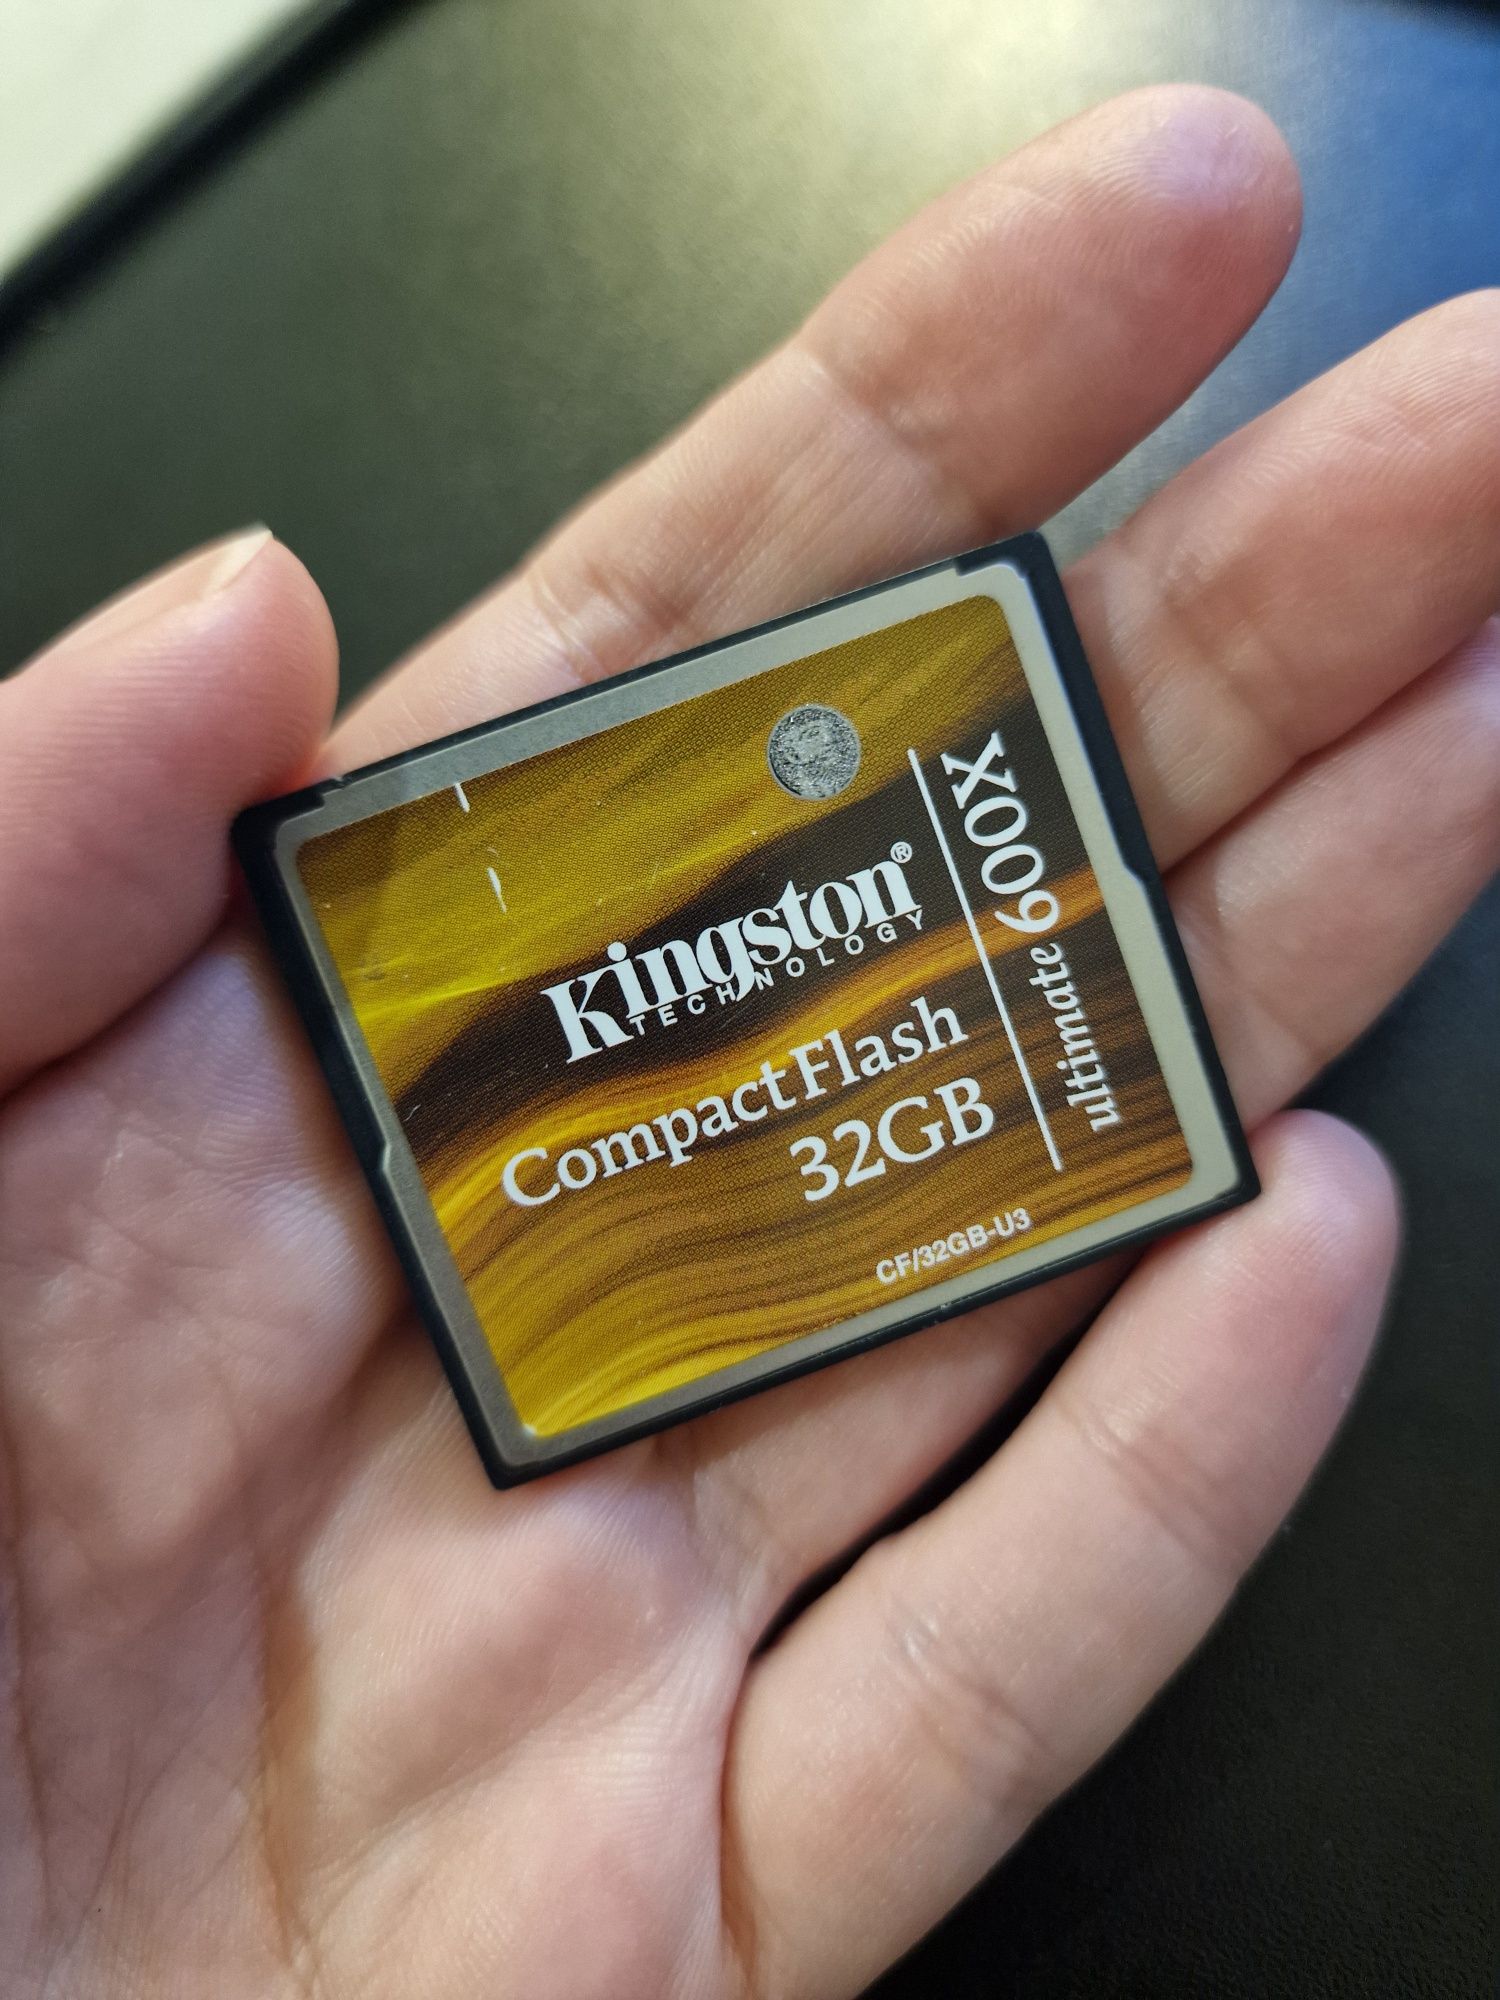 Kingston®
TECHNOLOGY
CompactFlash
32GB
CF/32GB-U3
ultimate 600X